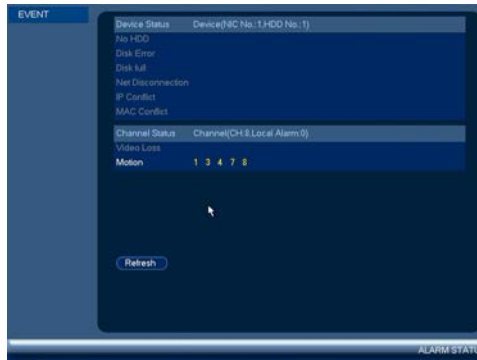 EVENT
Device Status Device(NIC No.:1,HDD No.:1)
No HDD
Disk Error
Disk full
Net Disconnection
IP Conflict
MAC Conflict
Channel Status Channel(CH:8,Local Alarm:0)
Video Loss
Motion 1 3 4 7 8
Refresh
ALARM STATU